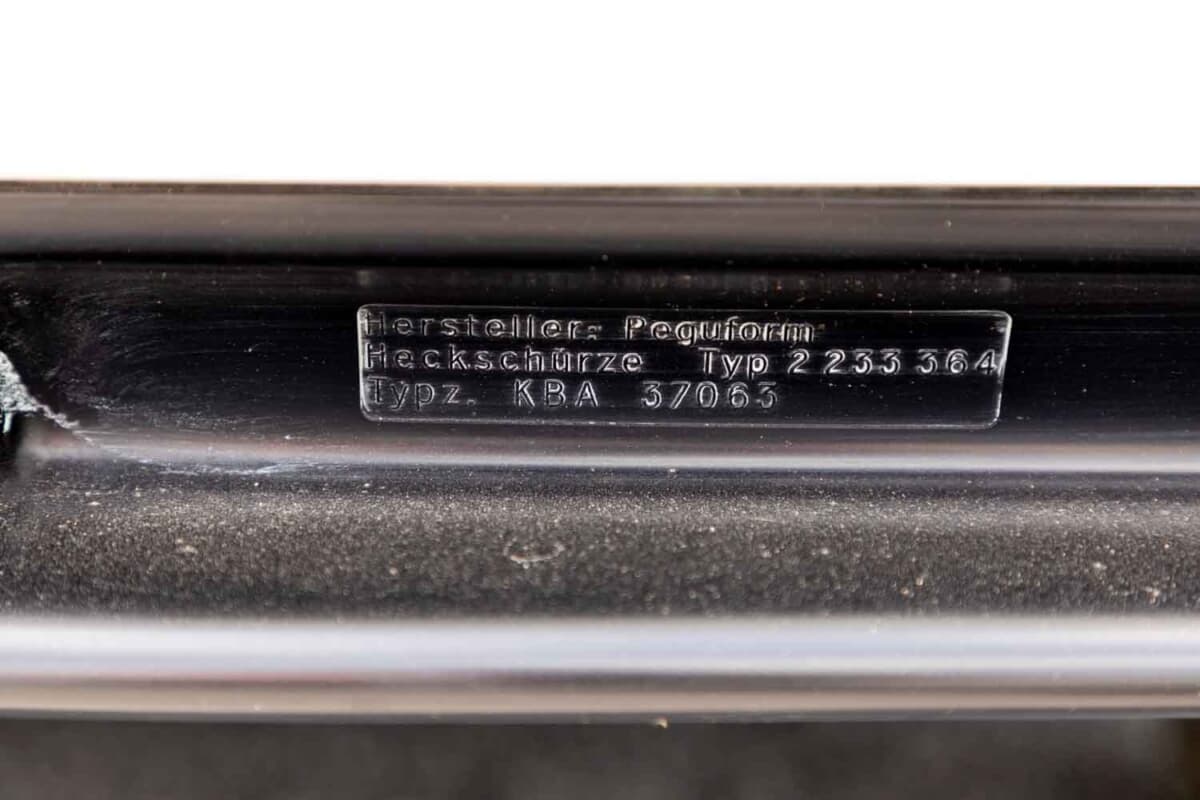 Hersteller: Peguform
Heckschürze Typ 2 233 364
Typz. KBA 37063